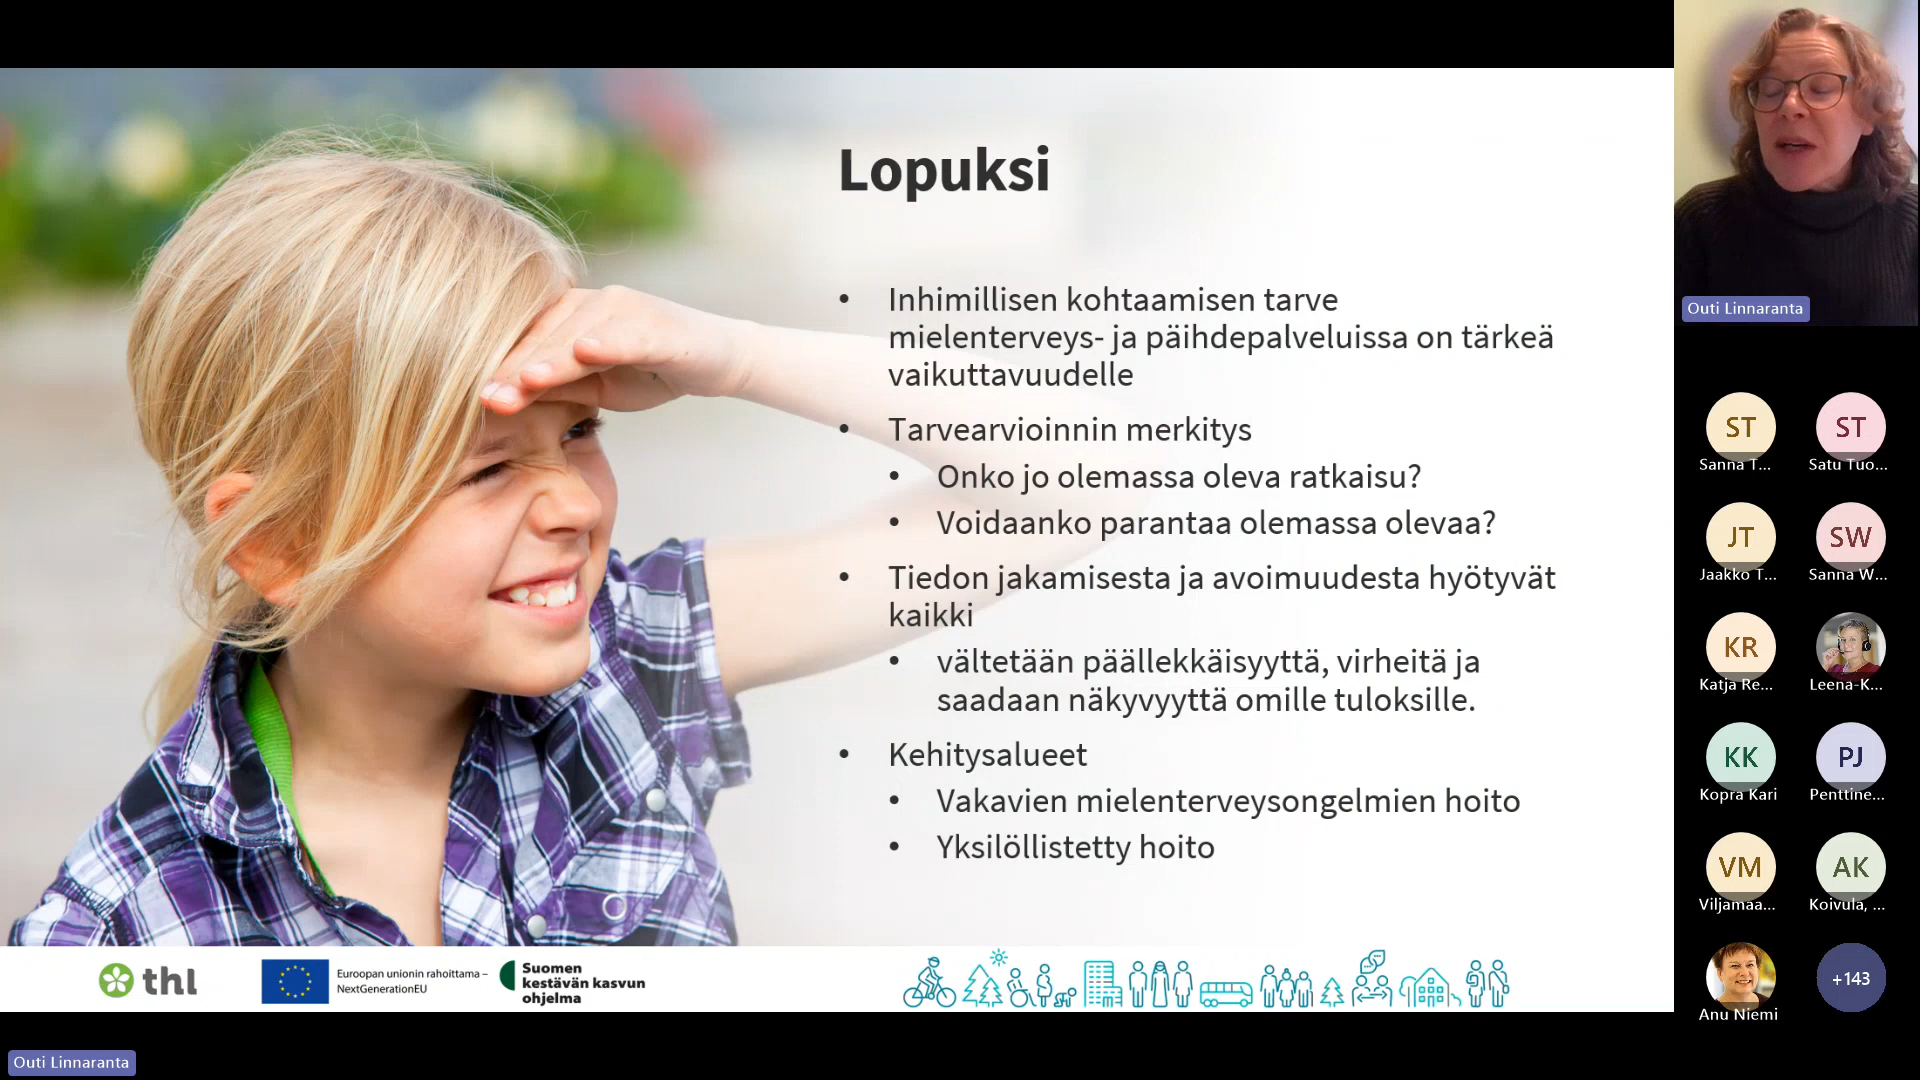 Lopuksi
• Inhimillisen kohtaamisen tarve
mielenterveys- ja päihdepalveluissa on tärkeä
vaikuttavuudelle
• Tarvearvioinnin merkitys
• Onko jo olemassa oleva ratkaisu?
• Voidaanko parantaa olemassa olevaa?
• Tiedon jakamisesta ja avoimuudesta hyötyvät
kaikki
• vältetään päällekkäisyyttä, virheitä ja
saadaan näkyvyyttä omille tuloksille.
• Kehitysalueet
• Vakavien mielenterveysongelmien hoito
• Yksilöllistetty hoito
thl
Euroopan unionin rahoittama –
NextGenerationEU
Suomen
kestävän kasvun
ohjelma
Outi Linnaranta
ST ST
Sanna T... Satu Tuo...
JT SW
Jaakko T... Sanna W...
KR
Katja Re... Leena-K...
KK PJ
Kopra Kari Penttine...
VM AK
Viljamaa... Koivula, ...
+143
Anu Niemi
Outi Linnaranta